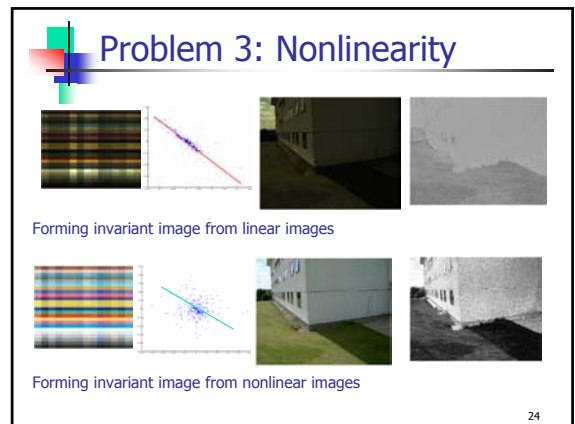 Problem 3: Nonlinearity
Forming invariant image from linear images
Forming invariant image from nonlinear images
24